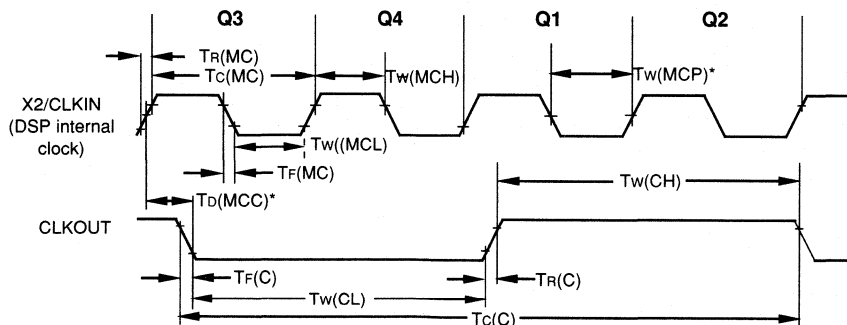 Q3 Q4 Q1 Q2
TR(MC)
TC(MC) TW(MCH) TW(MCP)*
X2/CLKIN
(DSP internal
clock)
TW((MCL)
TF(MC)
TD(MCC)* TW(CH)
CLKOUT
TF(C) TR(C)
TW(CL)
TC(C)